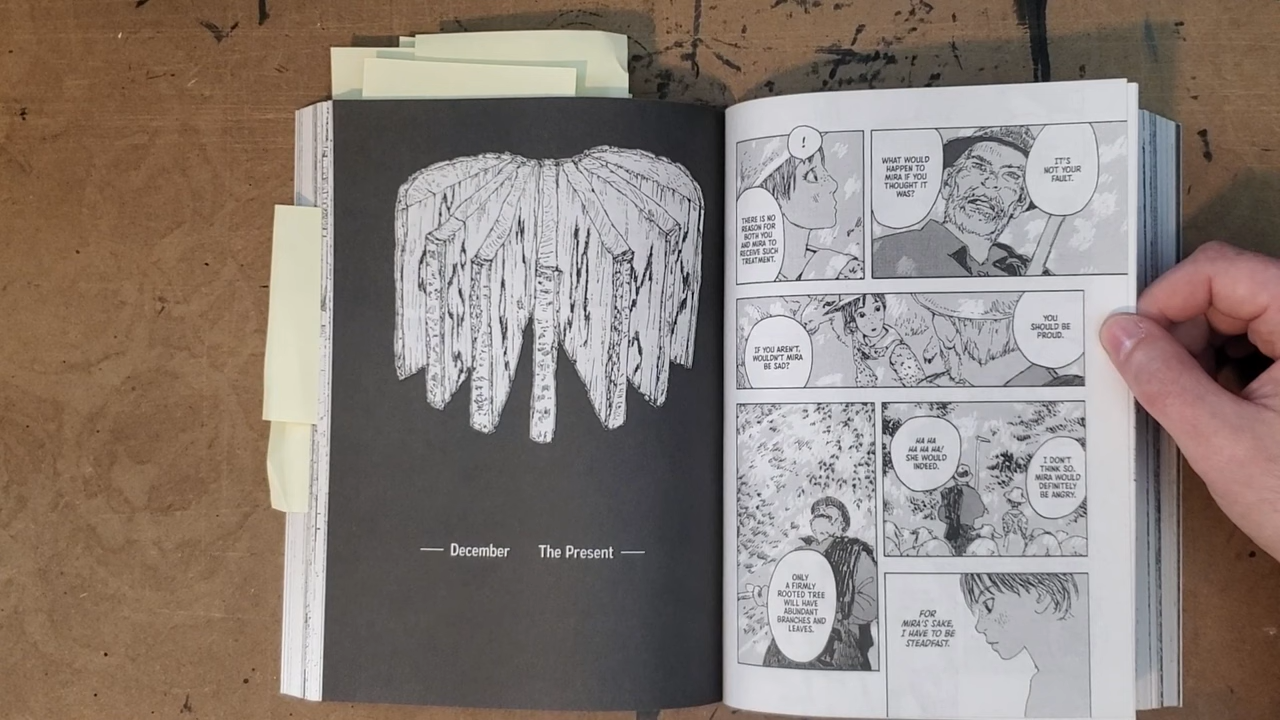 IT'S
NOT YOUR
FAULT.
WHAT WOULD
HAPPEN TO
MIRA IF YOU
THOUGHT IT
WAS?
!
THERE IS NO
REASON FOR
BOTH YOU
AND MIRA TO
RECEIVE SUCH
TREATMENT.
YOU
SHOULD BE
PROUD.
IF YOU AREN'T,
WOULDN'T MIRA
BE SAD?
I DON'T
THINK SO.
MIRA WOULD
DEFINITELY
BE ANGRY.
HA HA
HA HA HA!
SHE WOULD
INDEED.
ONLY
A FIRMLY
ROOTED TREE
WILL HAVE
ABUNDANT
BRANCHES AND
LEAVES.
FOR
MIRA'S SAKE,
I HAVE TO BE
STEADFAST.
— December The Present —